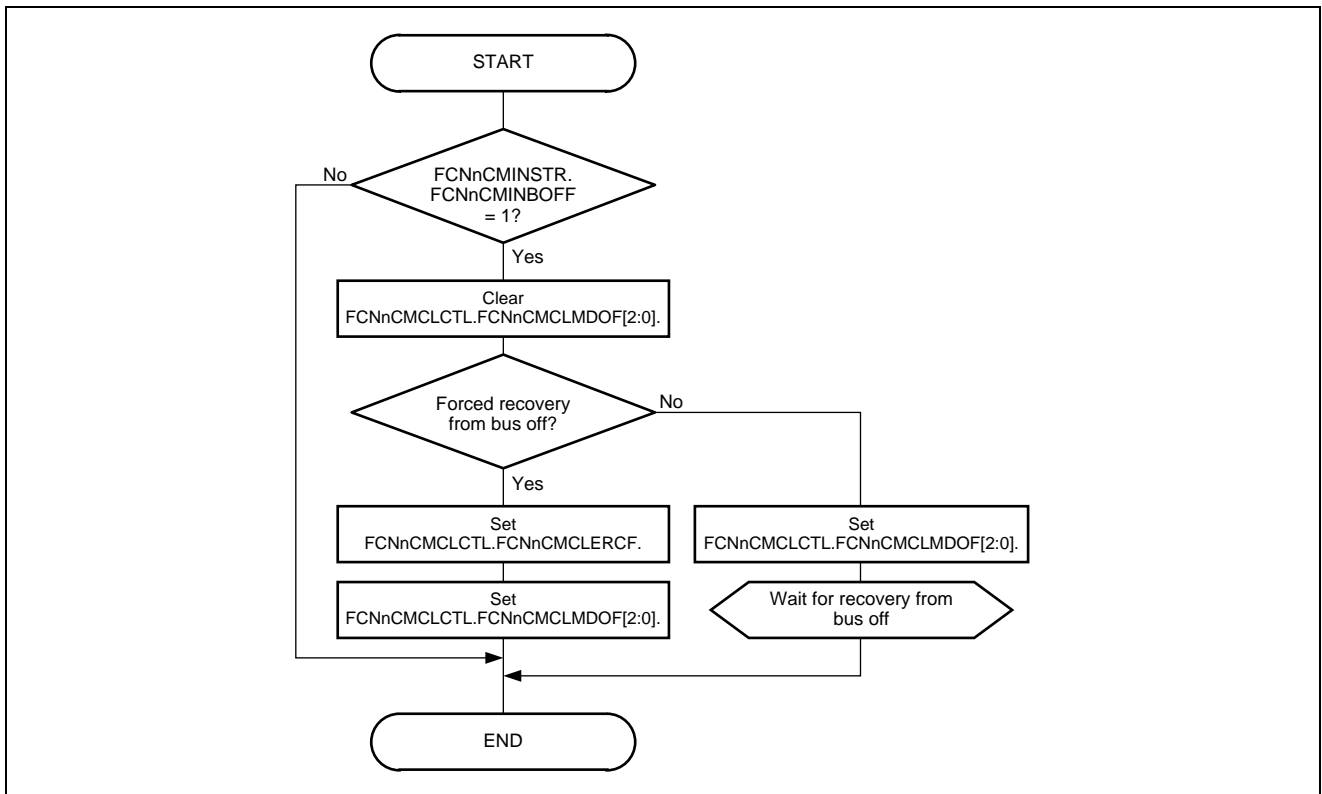 START
No
FCNnCMINSTR.
FCNnCMINBOFF
= 1?
Yes
Clear
FCNnCMCLCTL.FCNnCMCLMDOF[2:0].
Forced recovery
from bus off?
No
Yes
Set
FCNnCMCLCTL.FCNnCMCLERCF.
Set
FCNnCMCLCTL.FCNnCMCLMDOF[2:0].
Set
FCNnCMCLCTL.FCNnCMCLMDOF[2:0].
Wait for recovery from
bus off
END